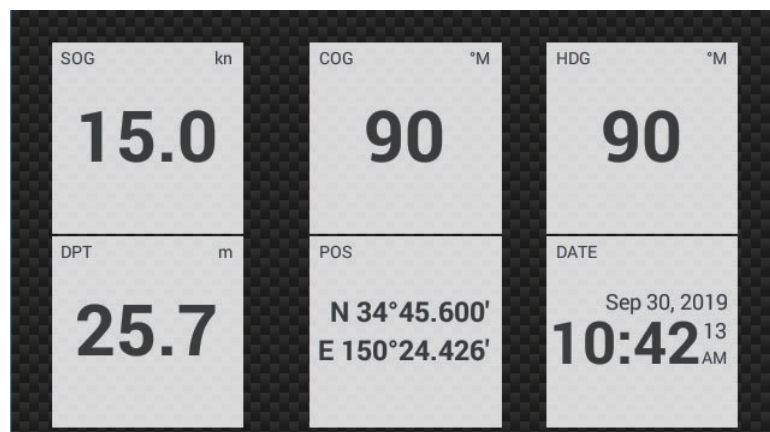 SOG kn
15.0
COG °M
90
HDG °M
90
DPT m
25.7
POS
N 34°45.600'
E 150°24.426'
DATE
Sep 30, 2019
10:42 13 AM